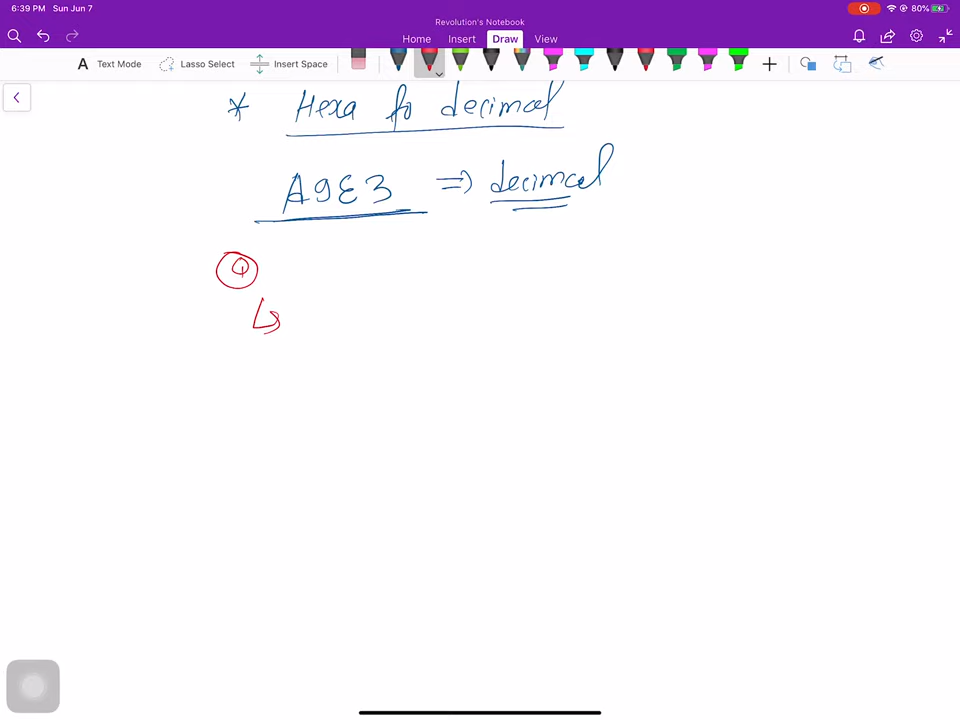 6:39 PM Sun Jun 7
80%
Revolution's Notebook
Home Insert Draw View
A Text Mode Lasso Select Insert Space
* Hexa to decimal
A9E3 => decimal
Q